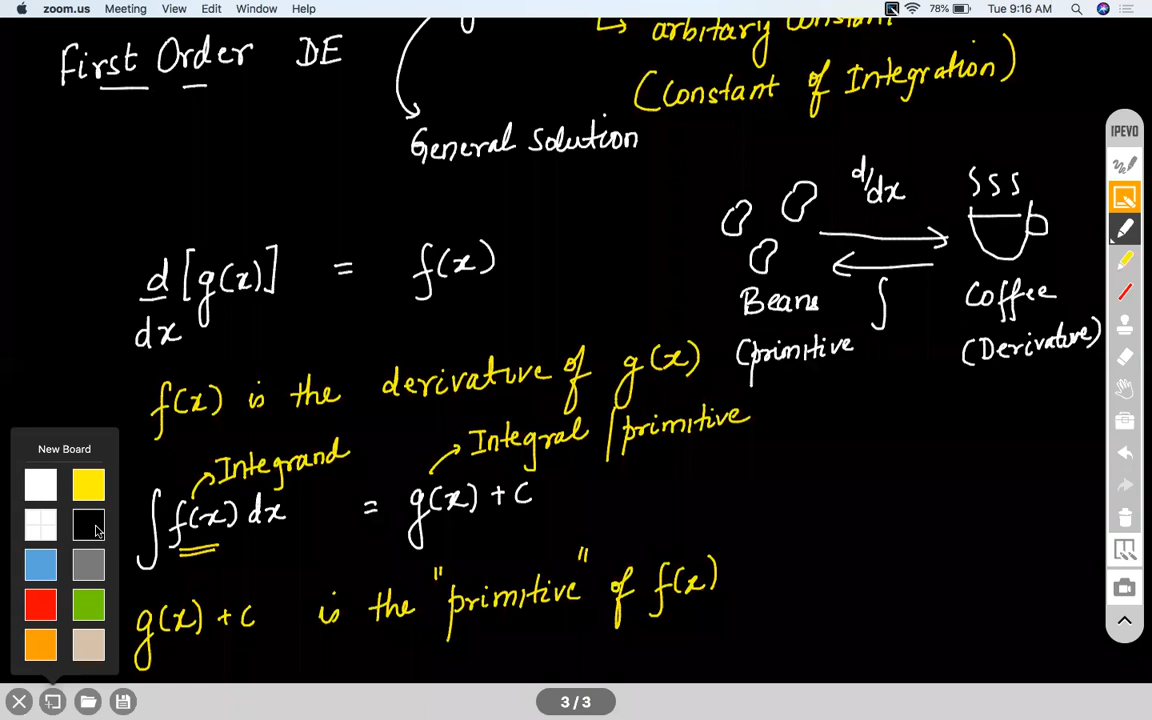 zoom.us Meeting View Edit Window Help
78% Tue 9:16 AM
First Order DE
arbitary constant
(Constant of Integration)
General solution
d/dx
Beans
Coffee
(primitive
∫
(Derivative)
d/dx [g(x)] = f(x)
f(x) is the derivative of g(x)
Integrand
Integral / primitive
∫ f(x) dx = g(x) + C
g(x) + C is the "primitive" of f(x)
New Board
3 / 3
IPEVO